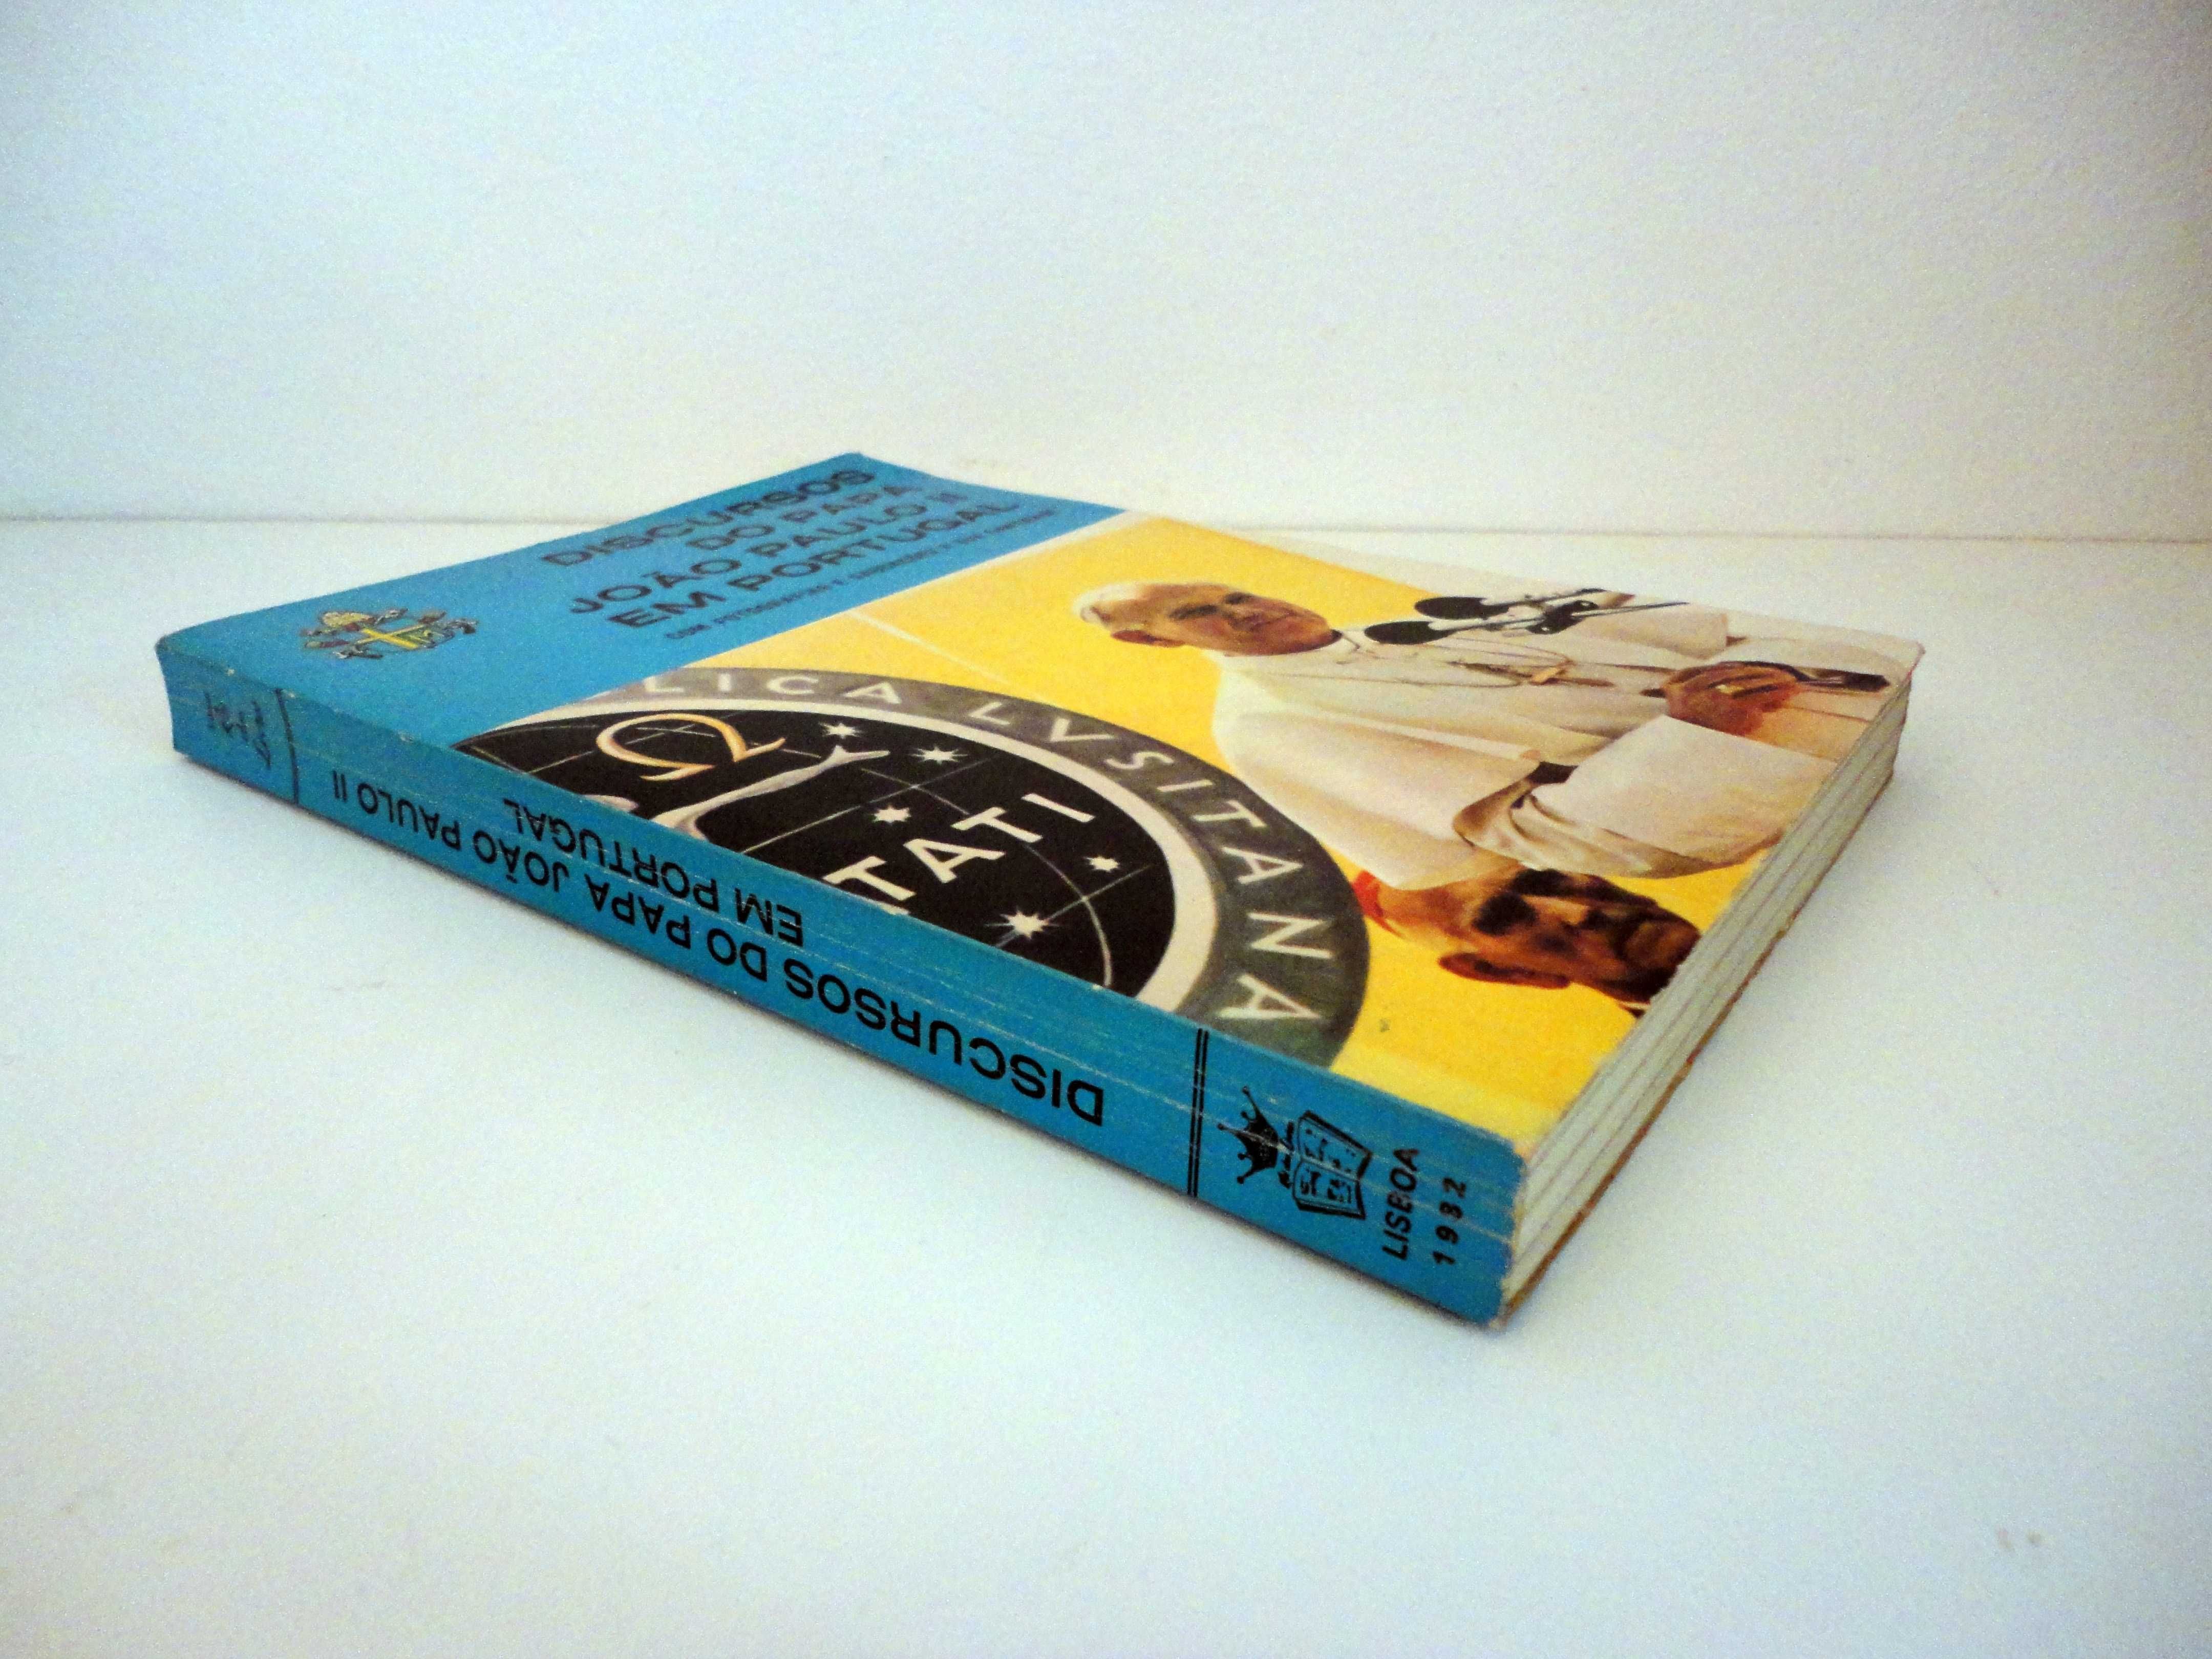 DISCURSOS
DO PAPA
JOÃO PAULO II
EM PORTUGAL
LICA LVSITANA
Ω
TATI
DISCURSOS DO PAPA JOÃO PAULO II
EM PORTUGAL
LISBOA
1982